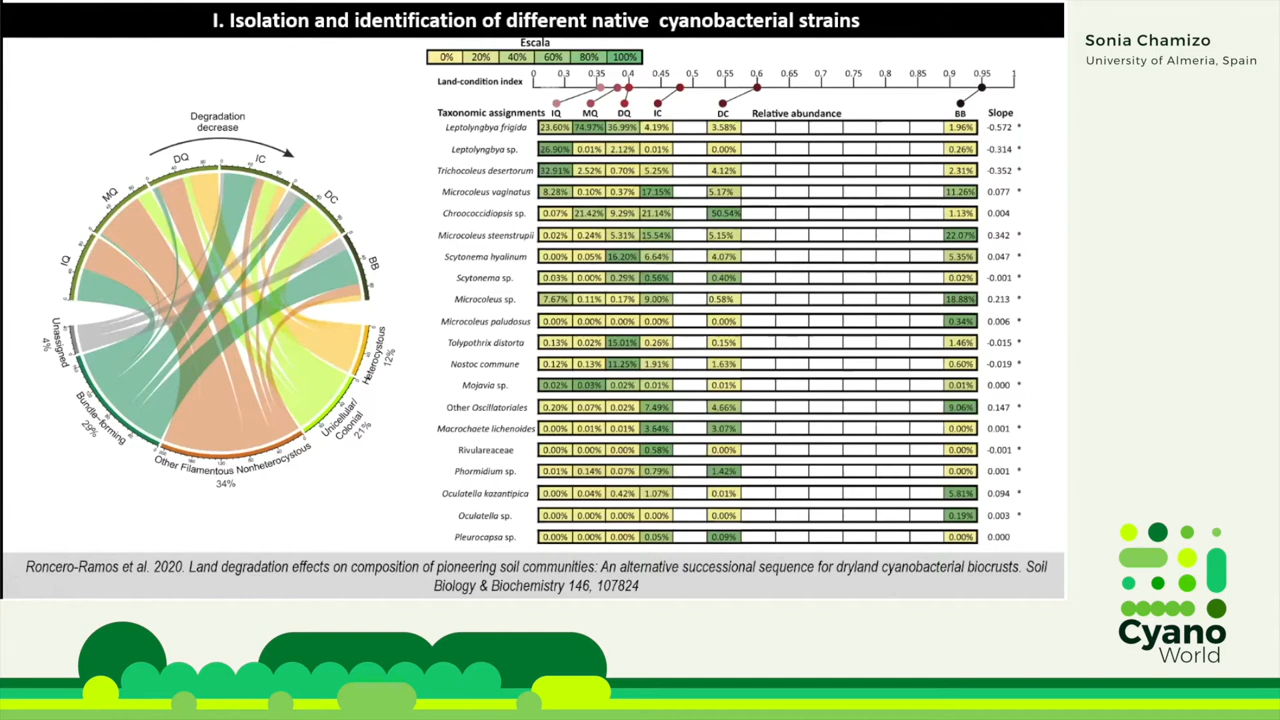 I. Isolation and identification of different native cyanobacterial strains
Sonia Chamizo
University of Almeria, Spain
Escala
0% 20% 40% 60% 80% 100%
Land-condition index 0 0.3 0.35 0.4 0.45 0.5 0.55 0.6 0.65 0,7 0.75 0.8 0.85 0.9 0.95 1
Taxonomic assignments IQ MQ DQ IC DC Relative abundance BB Slope
Leptolyngbya frigida 23.60% 74.97% 36.99% 4.19% 3.58% 1.96% -0.572 *
Leptolyngbya sp. 26.90% 0.01% 2.12% 0.01% 0.00% 0.26% -0.314 *
Trichocoleus desertorum 32.91% 2.52% 0.70% 5.25% 4.12% 2.31% -0.352 *
Microcoleus vaginatus 8.28% 0.10% 0.37% 17.15% 5.17% 11.26% 0.077 *
Chroococcidiopsis sp. 0.07% 21.42% 9.29% 21.14% 50.54% 1.13% 0.004
Microcoleus steenstrupii 0.02% 0.24% 5.31% 15.54% 5.15% 22.07% 0.342 *
Scytonema hyalinum 0.00% 0.05% 16.20% 6.64% 4.07% 5.35% 0.047 *
Scytonema sp. 0.03% 0.00% 0.29% 0.56% 0.40% 0.02% -0.001 *
Microcoleus sp. 7.67% 0.11% 0.17% 9.00% 0.58% 18.88% 0.213 *
Microcoleus paludosus 0.00% 0.00% 0.00% 0.00% 0.00% 0.34% 0.006 *
Tolypothrix distorta 0.13% 0.02% 15.01% 0.26% 0.15% 1.46% -0.015 *
Nostoc commune 0.12% 0.13% 11.25% 1.91% 1.63% 0.60% -0.019 *
Mojavia sp. 0.02% 0.03% 0.02% 0.01% 0.01% 0.01% 0.000 *
Other Oscillatoriales 0.20% 0.07% 0.02% 7.49% 4.66% 9.06% 0.147 *
Macrochaete lichenoides 0.00% 0.01% 0.01% 3.64% 3.07% 0.00% 0.001 *
Rivulareaceae 0.00% 0.00% 0.00% 0.58% 0.00% 0.00% -0.001 *
Phormidium sp. 0.01% 0.14% 0.07% 0.79% 1.42% 0.00% 0.001 *
Oculatella kazantipica 0.00% 0.04% 0.42% 1.07% 0.01% 5.81% 0.094 *
Oculatella sp. 0.00% 0.00% 0.00% 0.00% 0.00% 0.19% 0.003 *
Pleurocapsa sp. 0.00% 0.00% 0.00% 0.05% 0.09% 0.00% 0.000
Degradation
decrease
IQ
MQ
DQ
IC
DC
BB
Unassigned
4%
Bundle-forming
29%
Other Filamentous Nonheterocystous
34%
Unicellular/
Colonial
21%
Heterocystous
12%
Roncero-Ramos et al. 2020. Land degradation effects on composition of pioneering soil communities: An alternative successional sequence for dryland cyanobacterial biocrusts. Soil
Biology & Biochemistry 146, 107824
Cyano
World